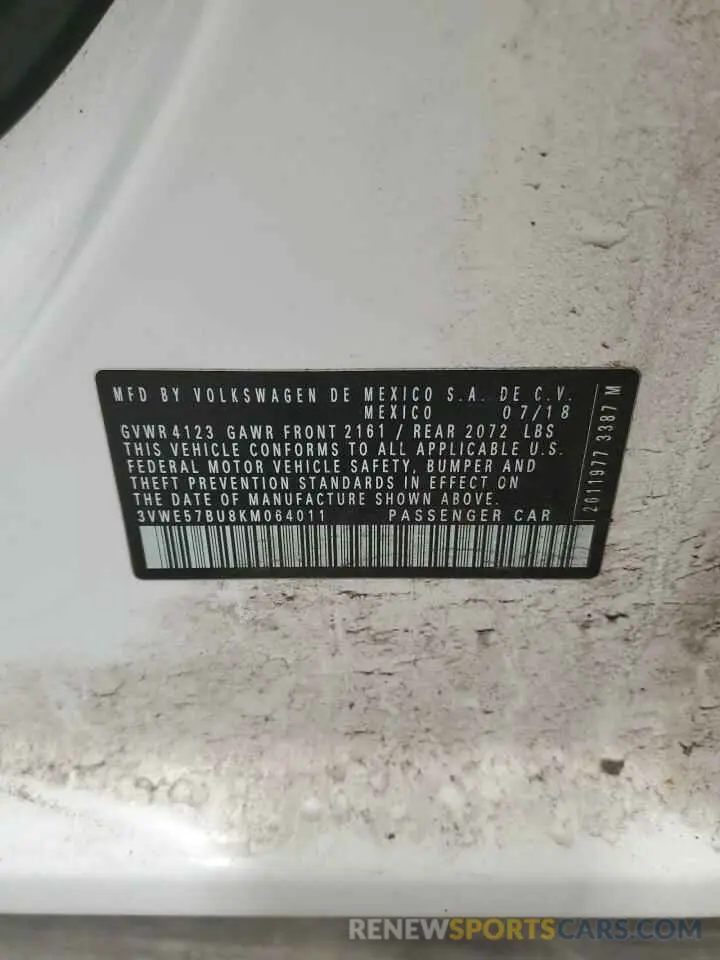 MFD BY VOLKSWAGEN DE MEXICO S.A. DE C.V.
MEXICO 07/18
GVWR 4123 GAWR FRONT 2161 / REAR 2072 LBS
THIS VEHICLE CONFORMS TO ALL APPLICABLE U.S.
FEDERAL MOTOR VEHICLE SAFETY, BUMPER AND
THEFT PREVENTION STANDARDS IN EFFECT ON
THE DATE OF MANUFACTURE SHOWN ABOVE.
3VWE57BU8KM064011 PASSENGER CAR
2011977 3387 M
RENEWSPORTSCARS.COM